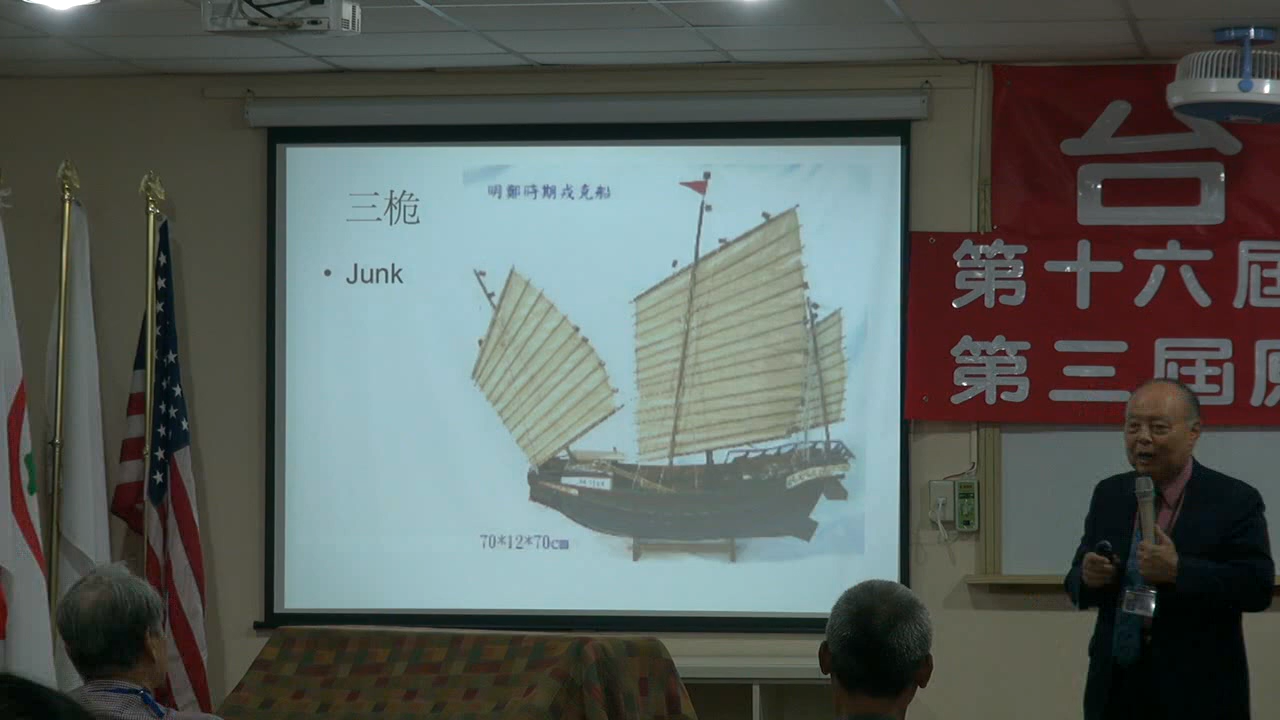 三桅
• Junk
明鄭時期戎克船
70*12*70cm
台
第十六屆
第三屆